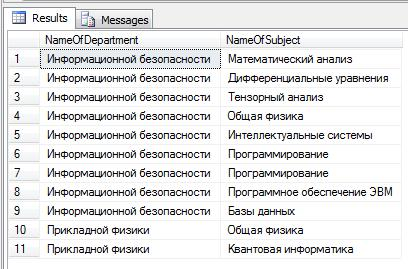 Results Messages
NameOfDepartment NameOfSubject
1 Информационной безопасности Математический анализ
2 Информационной безопасности Дифференциальные уравнения
3 Информационной безопасности Тензорный анализ
4 Информационной безопасности Общая физика
5 Информационной безопасности Интеллектуальные системы
6 Информационной безопасности Программирование
7 Информационной безопасности Программирование
8 Информационной безопасности Программное обеспечение ЭВМ
9 Информационной безопасности Базы данных
10 Прикладной физики Общая физика
11 Прикладной физики Квантовая информатика